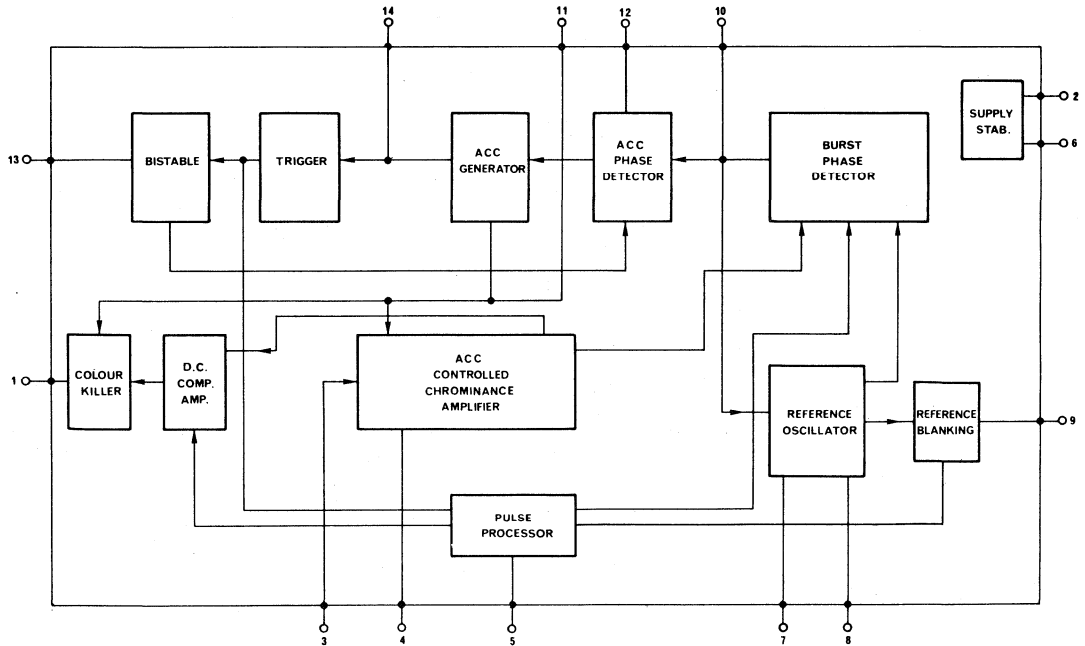 14
11
12
10
2
SUPPLY
STAB.
6
13
BISTABLE
TRIGGER
ACC
GENERATOR
ACC
PHASE
DETECTOR
BURST
PHASE
DETECTOR
1
COLOUR
KILLER
D.C.
COMP.
AMP.
ACC
CONTROLLED
CHROMINANCE
AMPLIFIER
REFERENCE
OSCILLATOR
REFERENCE
BLANKING
9
PULSE
PROCESSOR
3
4
5
7
8